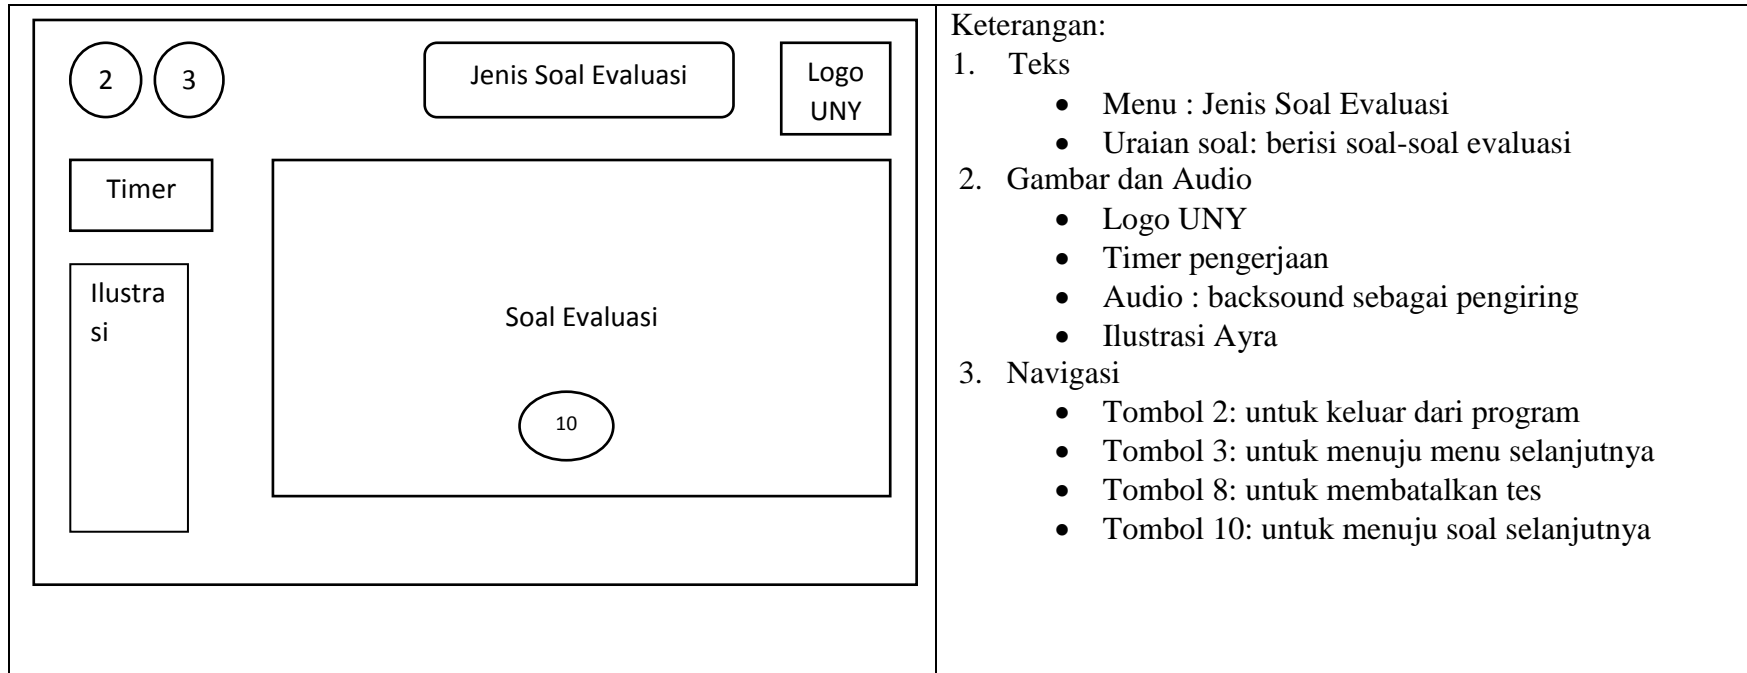 2
3
Jenis Soal Evaluasi
Logo
UNY
Timer
Ilustra
si
Soal Evaluasi
10
Keterangan:
1. Teks
• Menu : Jenis Soal Evaluasi
• Uraian soal: berisi soal-soal evaluasi
2. Gambar dan Audio
• Logo UNY
• Timer pengerjaan
• Audio : backsound sebagai pengiring
• Ilustrasi Ayra
3. Navigasi
• Tombol 2: untuk keluar dari program
• Tombol 3: untuk menuju menu selanjutnya
• Tombol 8: untuk membatalkan tes
• Tombol 10: untuk menuju soal selanjutnya